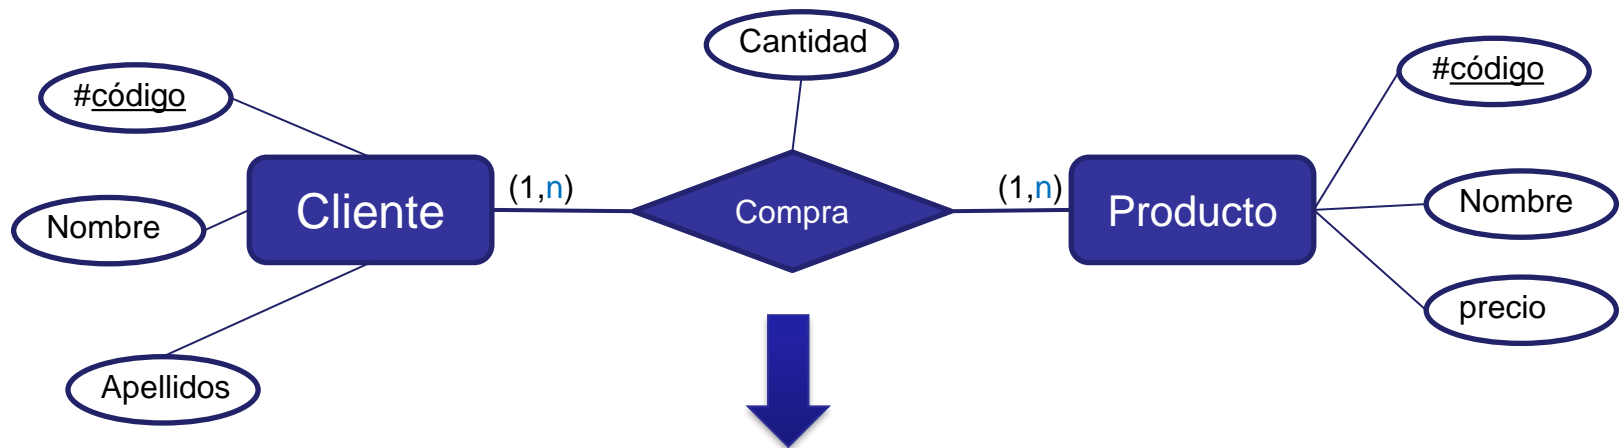 Cantidad
#código
#código
Nombre
Cliente
(1,n)
Compra
(1,n)
Producto
Nombre
precio
Apellidos